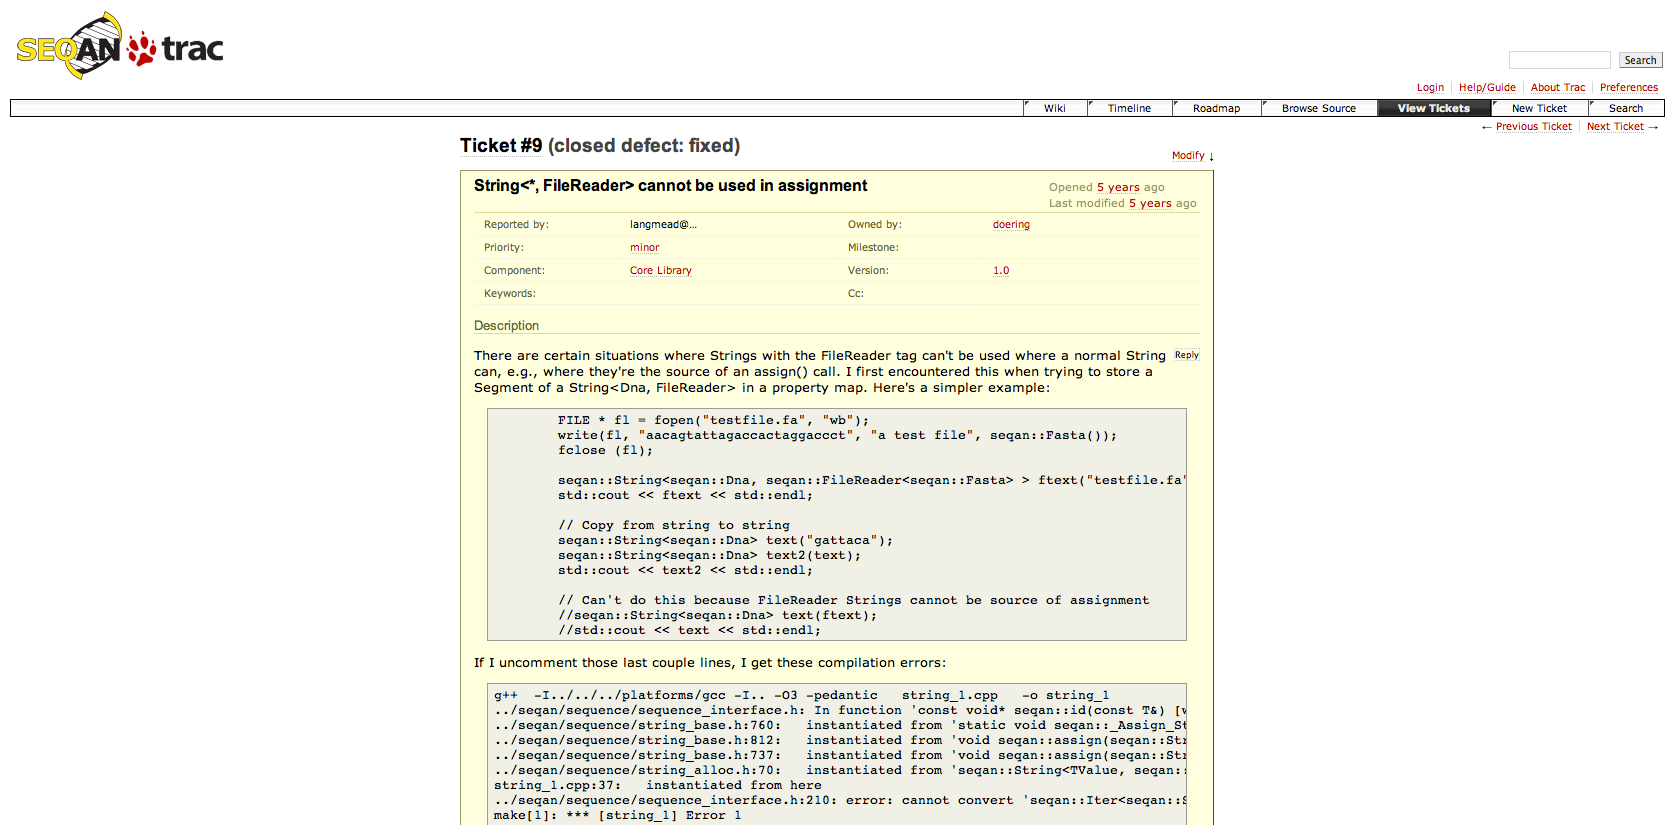 SEQAN trac
Search
Login Help/Guide About Trac Preferences
Wiki Timeline Roadmap Browse Source View Tickets New Ticket Search
← Previous Ticket Next Ticket →
Ticket #9 (closed defect: fixed)
Modify ↓
String<*, FileReader> cannot be used in assignment
Opened 5 years ago
Last modified 5 years ago
Reported by: langmead@... Owned by: doering
Priority: minor Milestone:
Component: Core Library Version: 1.0
Keywords: Cc:
Description
There are certain situations where Strings with the FileReader tag can't be used where a normal String Reply
can, e.g., where they're the source of an assign() call. I first encountered this when trying to store a
Segment of a String<Dna, FileReader> in a property map. Here's a simpler example:
FILE * fl = fopen("testfile.fa", "wb");
write(fl, "aacagtattagaccactaggaccct", "a test file", seqan::Fasta());
fclose (fl);
seqan::String<seqan::Dna, seqan::FileReader<seqan::Fasta> > ftext("testfile.fa"
std::cout << ftext << std::endl;
// Copy from string to string
seqan::String<seqan::Dna> text("gattaca");
seqan::String<seqan::Dna> text2(text);
std::cout << text2 << std::endl;
// Can't do this because FileReader Strings cannot be source of assignment
//seqan::String<seqan::Dna> text(ftext);
//std::cout << text << std::endl;
If I uncomment those last couple lines, I get these compilation errors:
g++ -I../../../platforms/gcc -I.. -O3 -pedantic string_1.cpp -o string_1
../seqan/sequence/sequence_interface.h: In function 'const void* seqan::id(const T&) [w
../seqan/sequence/string_base.h:760: instantiated from 'static void seqan::_Assign_St
../seqan/sequence/string_base.h:812: instantiated from 'void seqan::assign(seqan::Str
../seqan/sequence/string_base.h:737: instantiated from 'void seqan::assign(seqan::Str
../seqan/sequence/string_alloc.h:70: instantiated from 'seqan::String<TValue, seqan::
string_1.cpp:37: instantiated from here
../seqan/sequence/sequence_interface.h:210: error: cannot convert 'seqan::Iter<seqan::S
make[1]: *** [string_1] Error 1